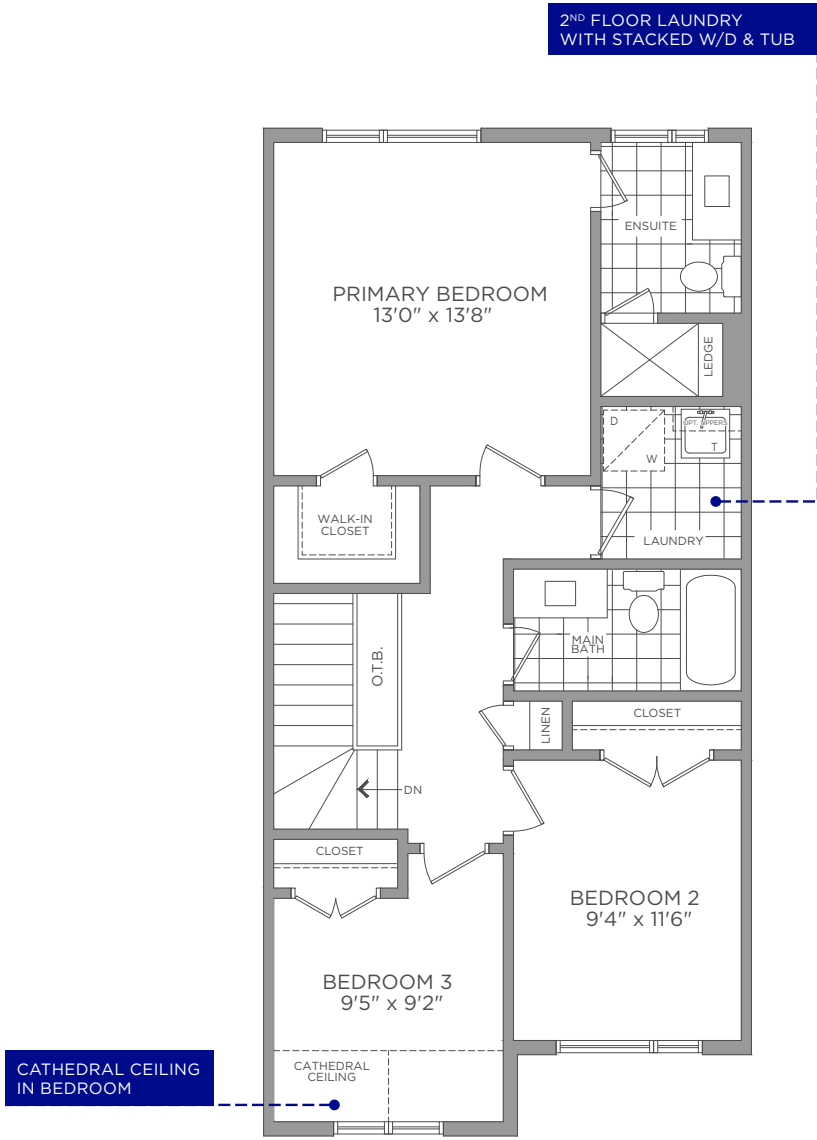 2ND FLOOR LAUNDRY
WITH STACKED W/D & TUB
ENSUITE
PRIMARY BEDROOM
13'0" x 13'8"
LEDGE
D
W
OPT. UPPERS
T
LAUNDRY
WALK-IN
CLOSET
O.T.B.
MAIN
BATH
LINEN
CLOSET
DN
CLOSET
BEDROOM 2
9'4" x 11'6"
BEDROOM 3
9'5" x 9'2"
CATHEDRAL
CEILING
CATHEDRAL CEILING
IN BEDROOM